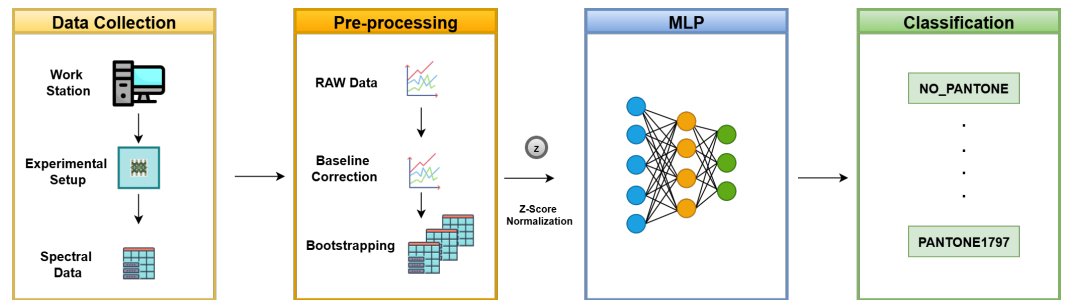 Data Collection
Work
Station
Experimental
Setup
Spectral
Data
Pre-processing
RAW Data
Baseline
Correction
Bootstrapping
z
Z-Score
Normalization
MLP
Classification
NO_PANTONE
.
.
.
.
PANTONE1797